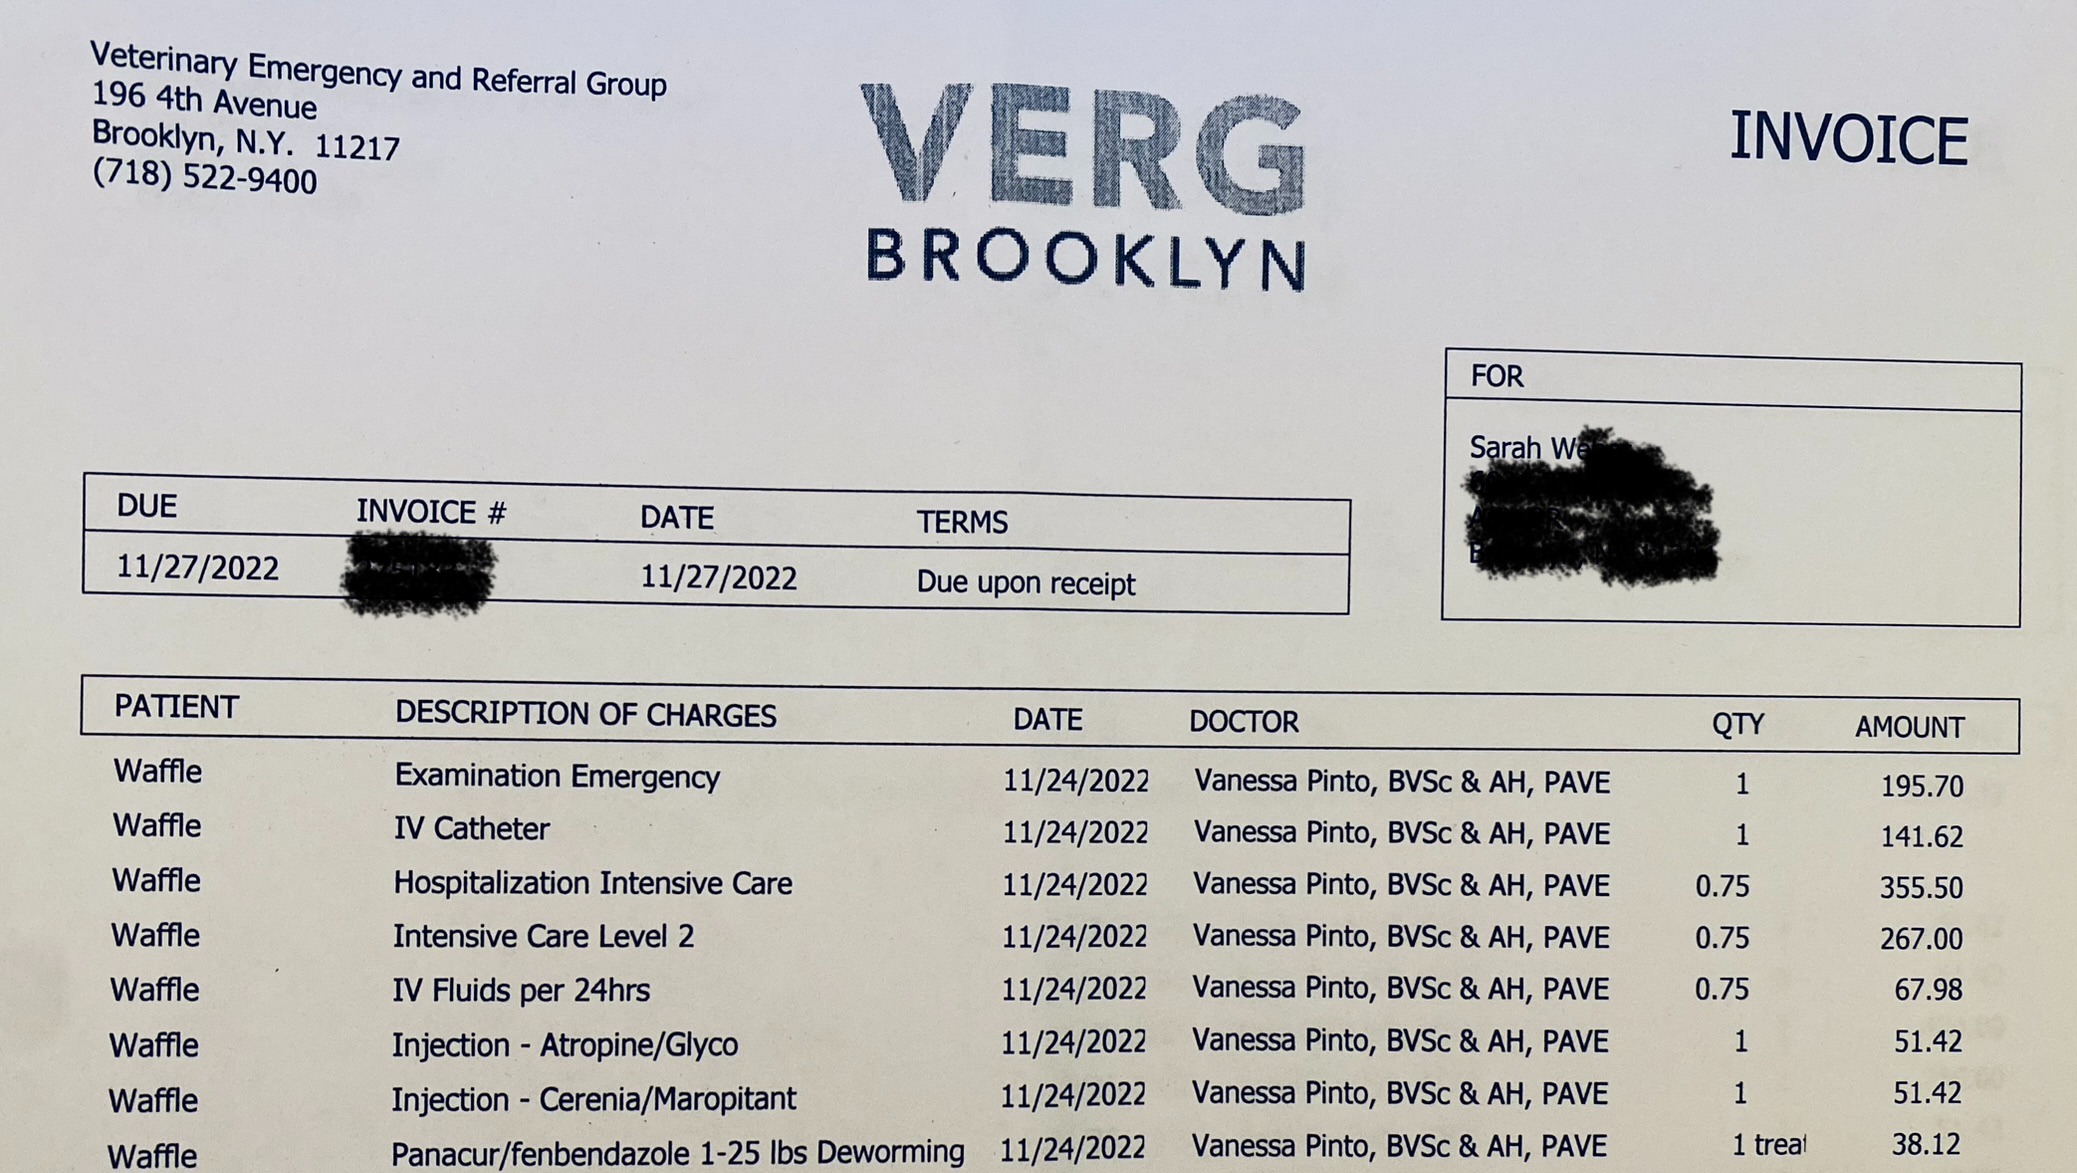 Veterinary Emergency and Referral Group
196 4th Avenue
Brooklyn, N.Y. 11217
(718) 522-9400
VERG
BROOKLYN
INVOICE
FOR
Sarah We
DUE INVOICE # DATE TERMS
11/27/2022 11/27/2022 Due upon receipt
PATIENT DESCRIPTION OF CHARGES DATE DOCTOR QTY AMOUNT
Waffle Examination Emergency 11/24/2022 Vanessa Pinto, BVSc & AH, PAVE 1 195.70
Waffle IV Catheter 11/24/2022 Vanessa Pinto, BVSc & AH, PAVE 1 141.62
Waffle Hospitalization Intensive Care 11/24/2022 Vanessa Pinto, BVSc & AH, PAVE 0.75 355.50
Waffle Intensive Care Level 2 11/24/2022 Vanessa Pinto, BVSc & AH, PAVE 0.75 267.00
Waffle IV Fluids per 24hrs 11/24/2022 Vanessa Pinto, BVSc & AH, PAVE 0.75 67.98
Waffle Injection - Atropine/Glyco 11/24/2022 Vanessa Pinto, BVSc & AH, PAVE 1 51.42
Waffle Injection - Cerenia/Maropitant 11/24/2022 Vanessa Pinto, BVSc & AH, PAVE 1 51.42
Waffle Panacur/fenbendazole 1-25 lbs Deworming 11/24/2022 Vanessa Pinto, BVSc & AH, PAVE 1 treat 38.12